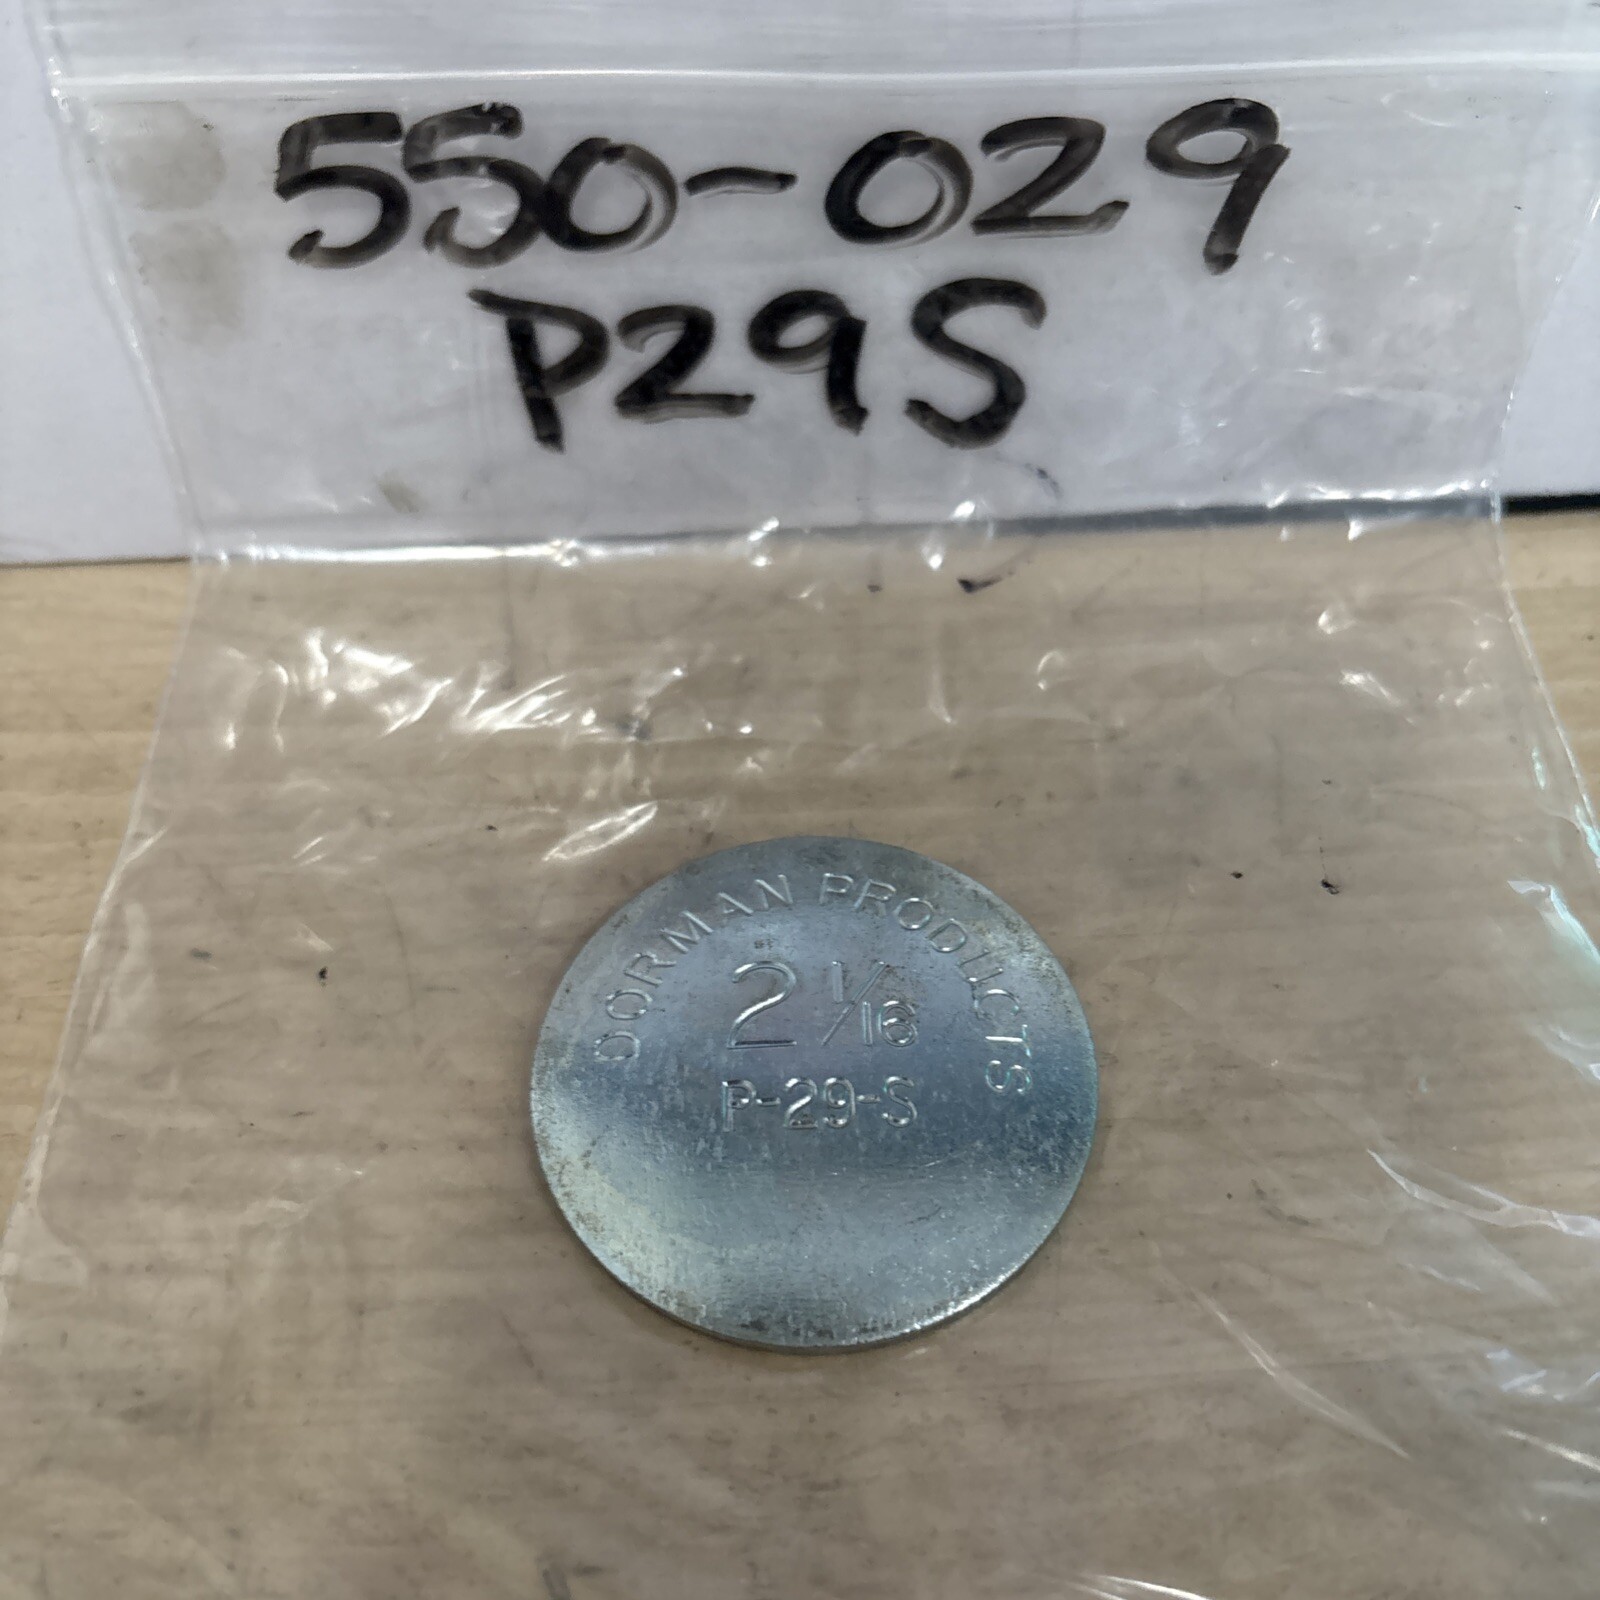 550-029
P29S
DORMAN PRODUCTS
2 1/16
P-29-S